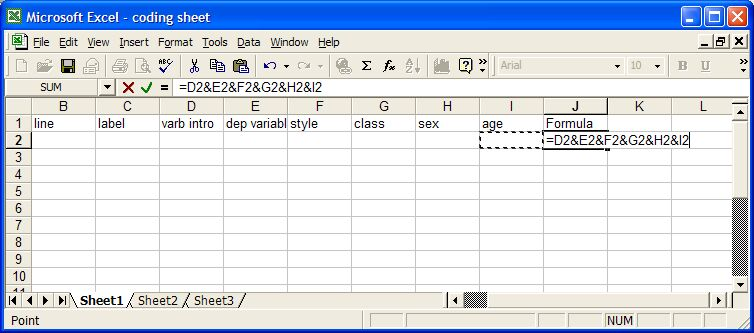 Microsoft Excel - coding sheet
File Edit View Insert Format Tools Data Window Help
Arial 10 B U
SUM =D2&E2&F2&G2&H2&I2
B C D E F G H I J K L
1 line label varb intro dep variabl style class sex age Formula
2 =D2&E2&F2&G2&H2&I2
3
4
5
6
7
8
9
10
Sheet1 Sheet2 Sheet3
Point NUM